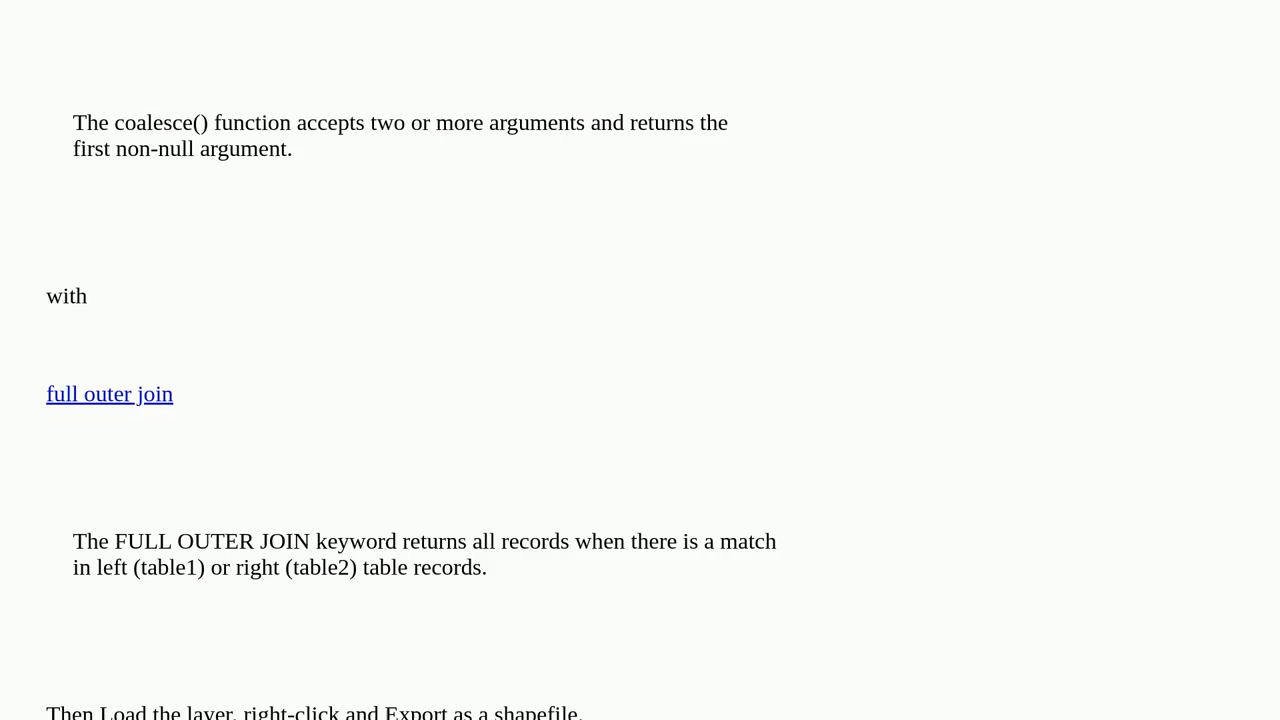 The coalesce() function accepts two or more arguments and returns the
first non-null argument.
with
full outer join
The FULL OUTER JOIN keyword returns all records when there is a match
in left (table1) or right (table2) table records.
Then Load the layer, right-click and Export as a shapefile.